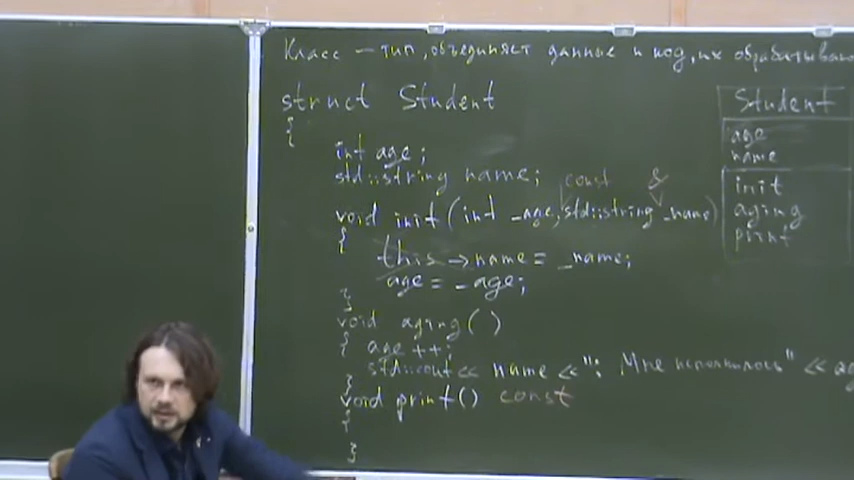 Класс — тип, объединяет данные и код, их обрабатываю
struct Student
{
int age;
std::string name;
const &
void init(int _age, std::string _name)
{
this -> name = _name;
age = _age;
}
void aging()
{ age ++;
std::cout << name << ": Мне исполнилось" << ag
}
void print() const
{
}
Student
age
name
init
aging
print